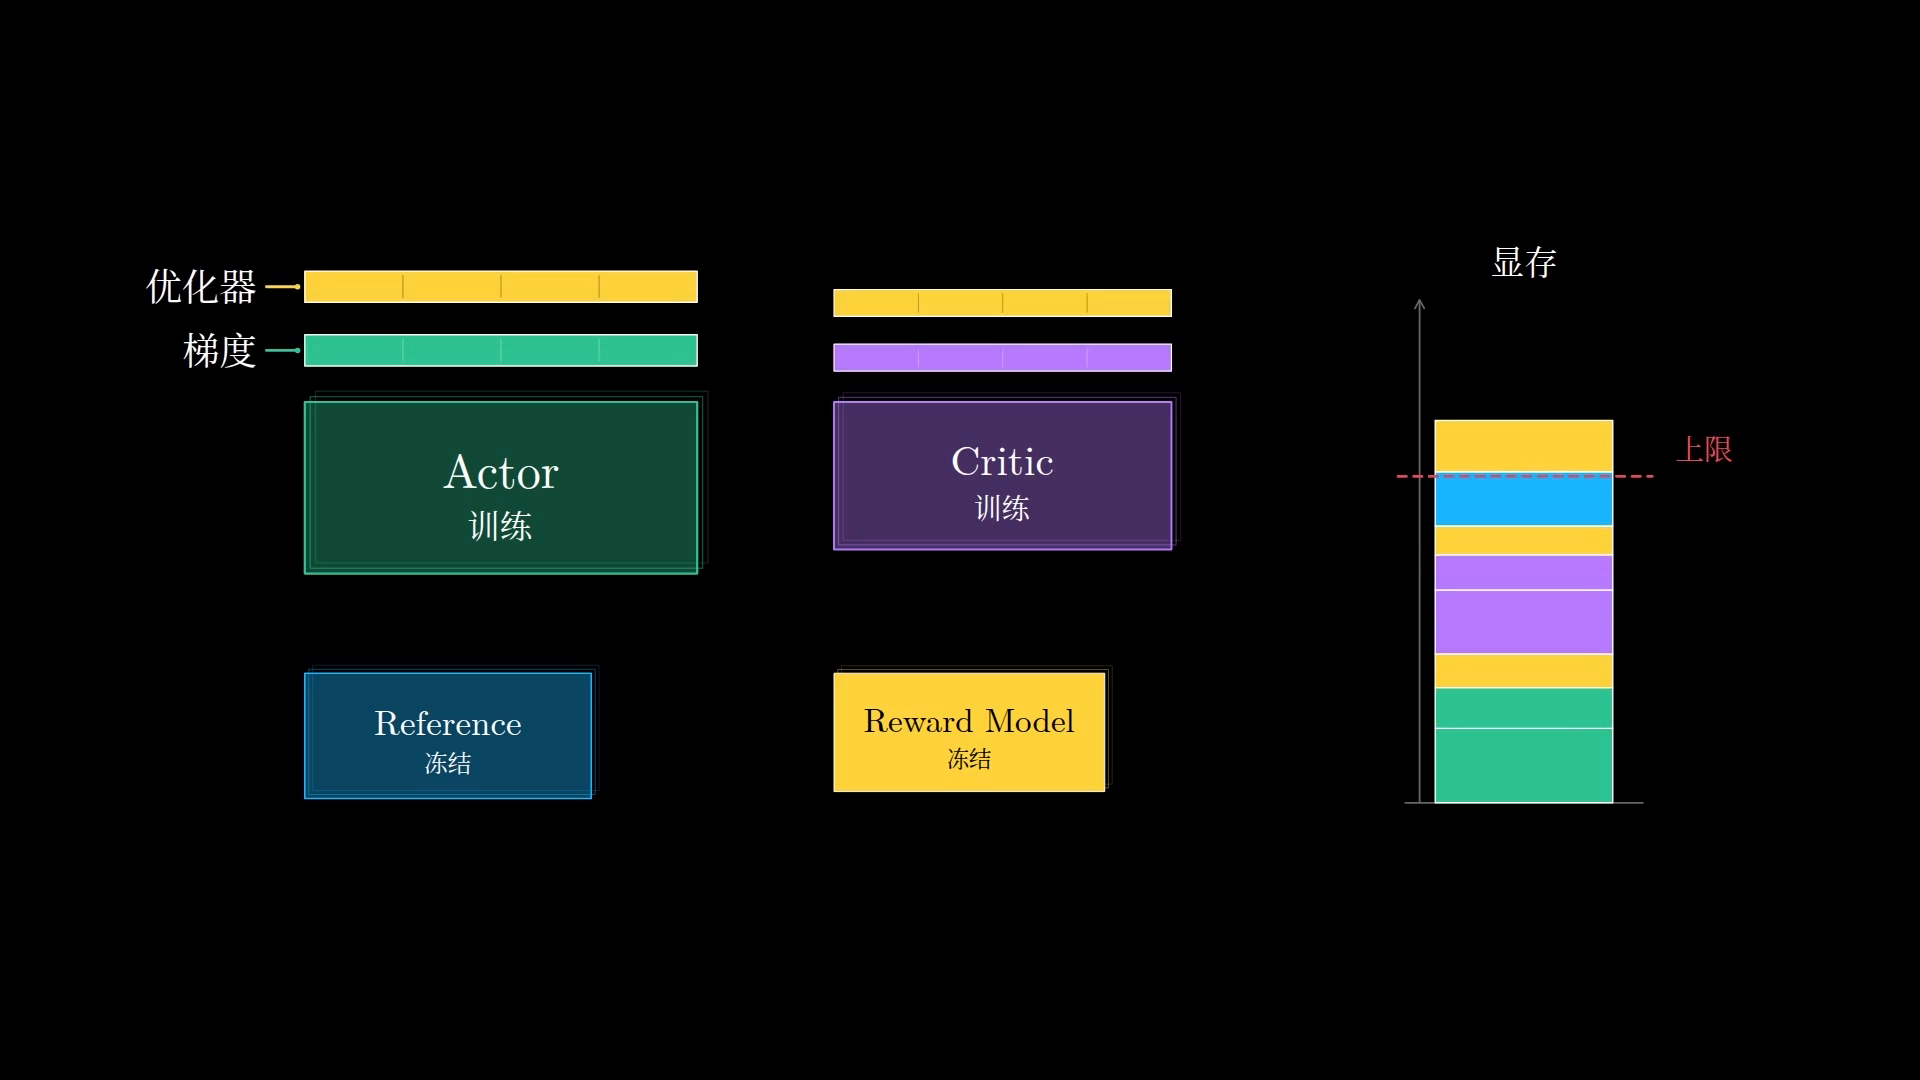 优化器
梯度
Actor
训练
Critic
训练
Reference
冻结
Reward Model
冻结
显存
上限